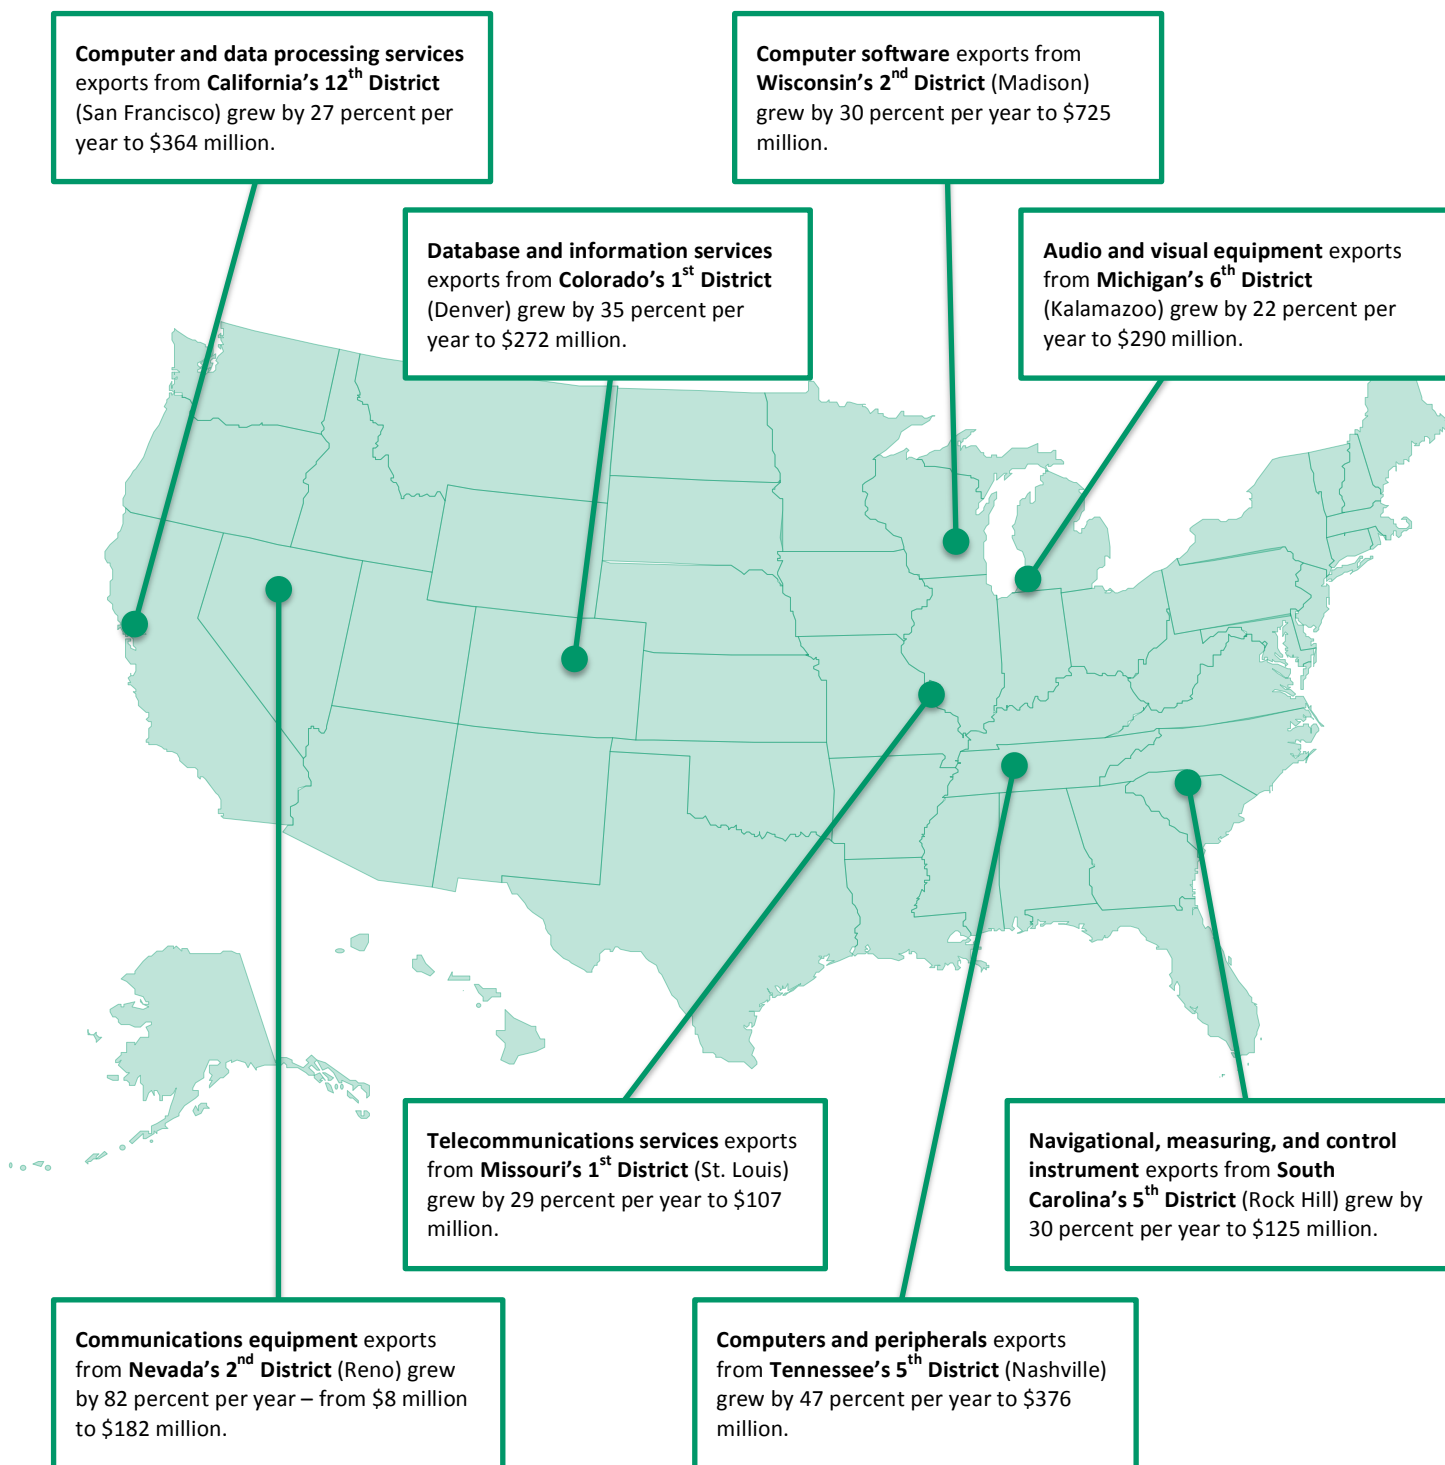 Computer and data processing services
exports from California's 12th District
(San Francisco) grew by 27 percent per
year to $364 million.
Computer software exports from
Wisconsin's 2nd District (Madison)
grew by 30 percent per year to $725
million.
Database and information services
exports from Colorado's 1st District
(Denver) grew by 35 percent per
year to $272 million.
Audio and visual equipment exports
from Michigan's 6th District
(Kalamazoo) grew by 22 percent per
year to $290 million.
Telecommunications services exports
from Missouri's 1st District (St. Louis)
grew by 29 percent per year to $107
million.
Navigational, measuring, and control
instrument exports from South
Carolina's 5th District (Rock Hill) grew by
30 percent per year to $125 million.
Communications equipment exports
from Nevada's 2nd District (Reno) grew
by 82 percent per year – from $8 million
to $182 million.
Computers and peripherals exports
from Tennessee's 5th District (Nashville)
grew by 47 percent per year to $376
million.